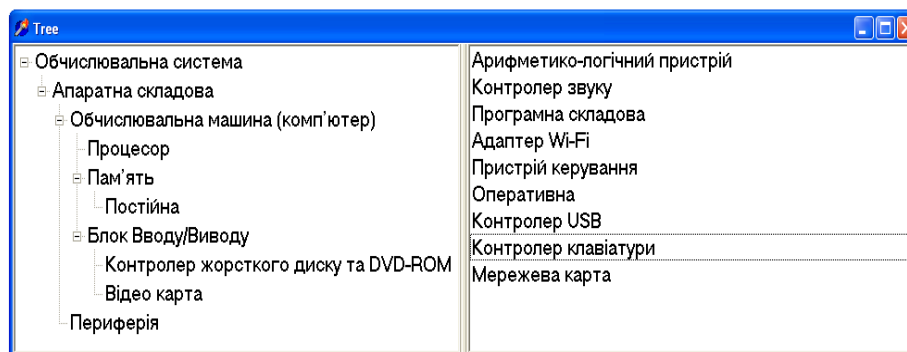 Tree
Обчислювальна система
Апаратна складова
Обчислювальна машина (комп'ютер)
Процесор
Пам'ять
Постійна
Блок Вводу/Виводу
Контролер жорсткого диску та DVD-ROM
Відео карта
Периферія
Арифметико-логічний пристрій
Контролер звуку
Програмна складова
Адаптер Wi-Fi
Пристрій керування
Оперативна
Контролер USB
Контролер клавіатури
Мережева карта